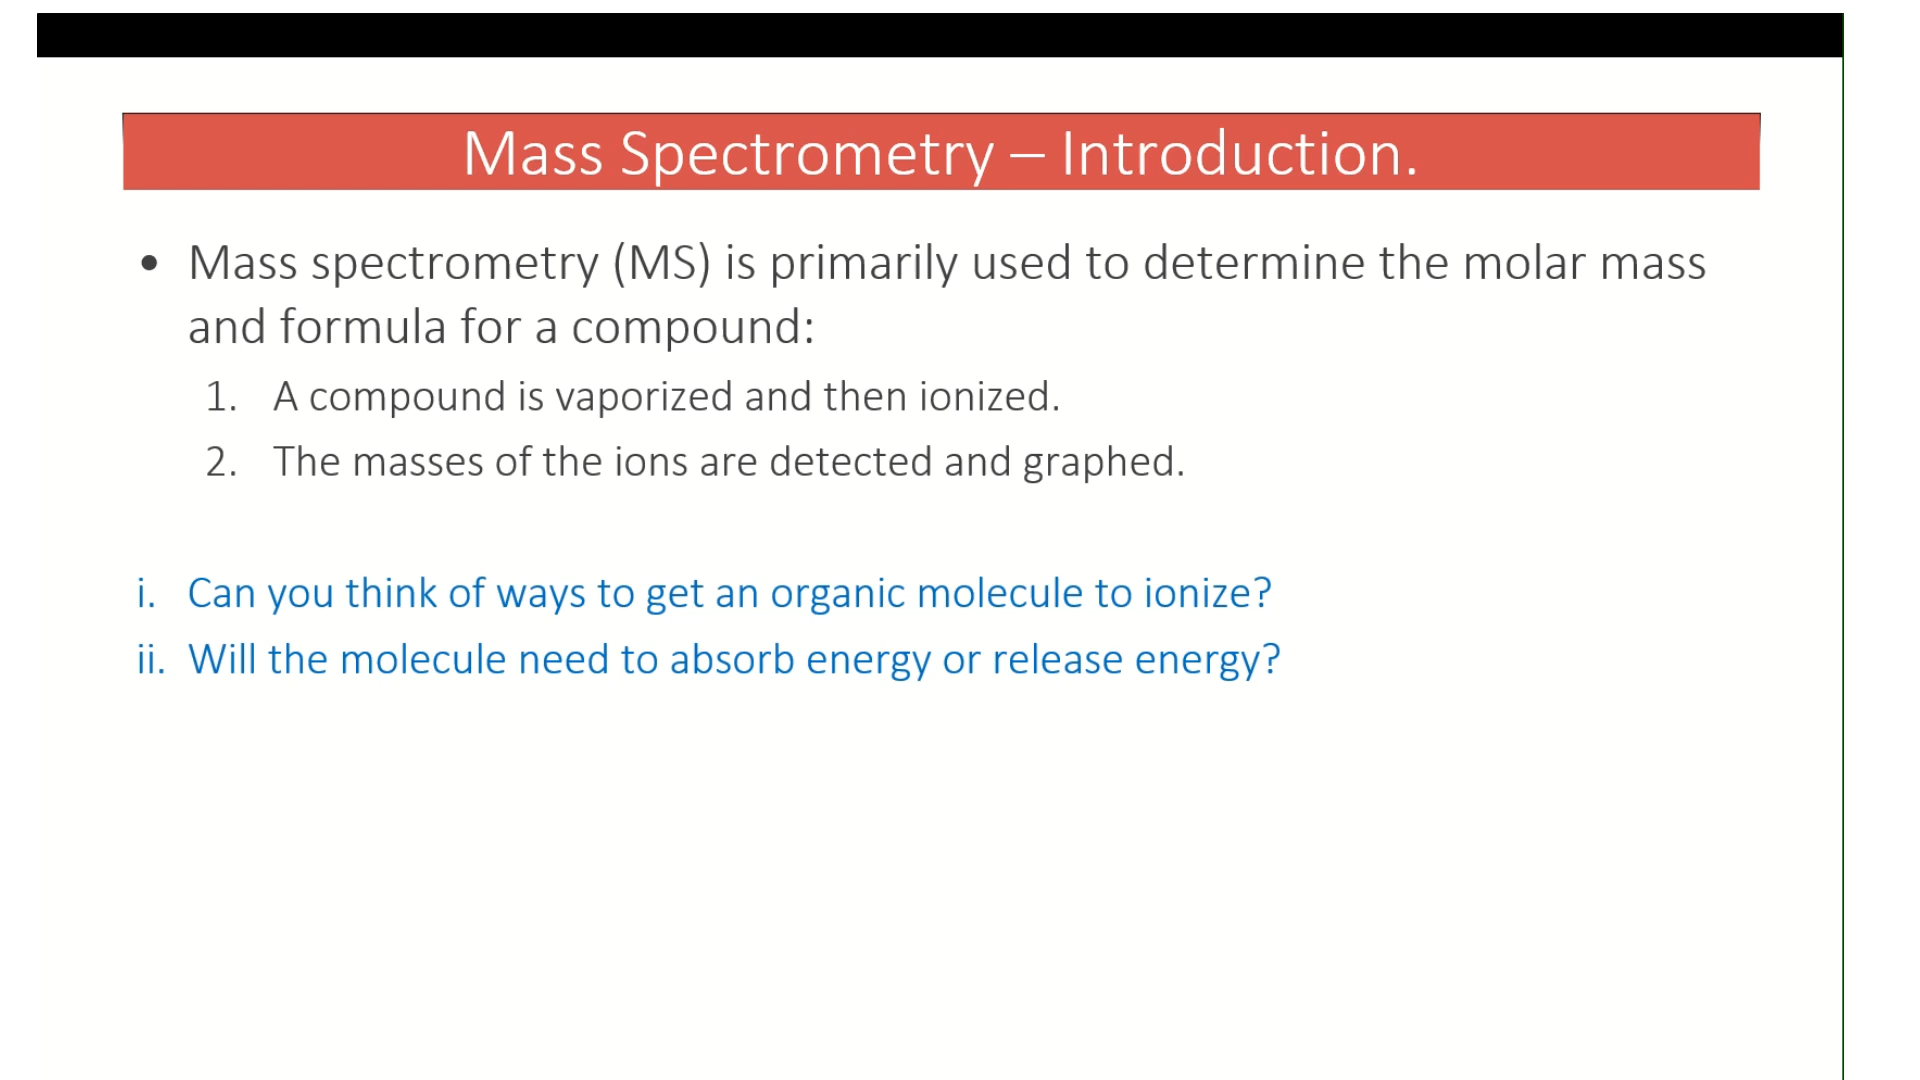 Mass Spectrometry – Introduction.
• Mass spectrometry (MS) is primarily used to determine the molar mass
and formula for a compound:
1. A compound is vaporized and then ionized.
2. The masses of the ions are detected and graphed.
i. Can you think of ways to get an organic molecule to ionize?
ii. Will the molecule need to absorb energy or release energy?